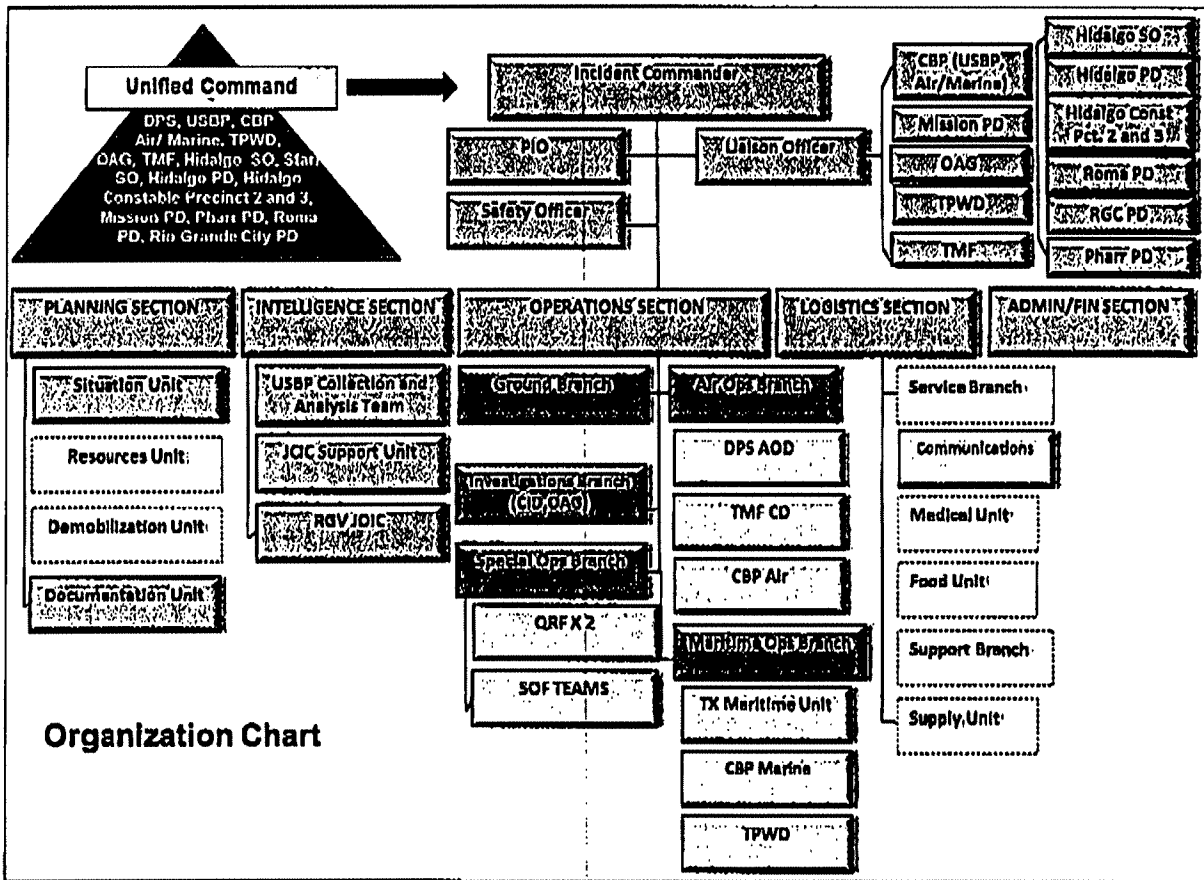 Unified Command
DPS, USBP, CBP
Air/ Marine, TPWD,
OAG, TMF, Hidalgo SO, Starr
SO, Hidalgo PD, Hidalgo
Constable Precinct 2 and 3,
Mission PD, Pharr PD, Roma
PD, Rio Grande City PD
Incident Commander
PIO
Liaison Officer
Safety Officer
CBP (USBP
Air/Marine)
Mission PD
OAG
TPWD
TMF
Hidalgo SO
Hidalgo PD
Hidalgo Const
Pct. 2 and 3
Roma PD
RGC PD
Pharr PD
PLANNING SECTION
INTELLIGENCE SECTION
OPERATIONS SECTION
LOGISTICS SECTION
ADMIN/FIN SECTION
Situation Unit
Resources Unit
Demobilization Unit
Documentation Unit
USBP Collection and
Analysis Team
JCIC Support Unit
RGV JOIC
Ground Branch
Investigations Branch
(CID, OAG)
Special Ops Branch
QRF X 2
SOF TEAMS
Air Ops Branch
DPS AOD
TMF CD
CBP Air
Maritime Ops Branch
TX Maritime Unit
CBP Marine
TPWD
Service Branch
Communications
Medical Unit
Food Unit
Support Branch
Supply Unit
Organization Chart